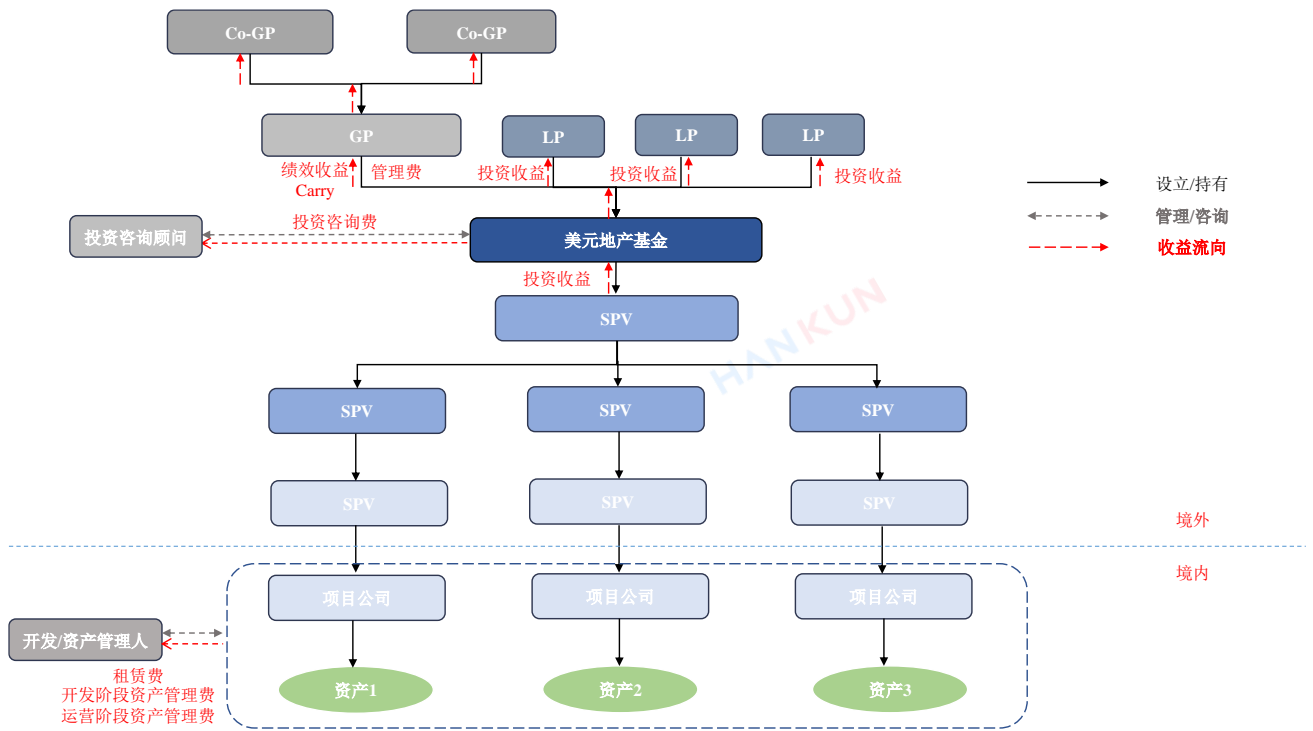 Co-GP
Co-GP
GP
LP
LP
LP
绩效收益
Carry
管理费
投资收益
投资收益
投资收益
设立/持有
管理/咨询
收益流向
投资咨询顾问
投资咨询费
美元地产基金
投资收益
SPV
HANKUN
SPV
SPV
SPV
SPV
SPV
SPV
境外
境内
项目公司
项目公司
项目公司
开发/资产管理人
租赁费
开发阶段资产管理费
运营阶段资产管理费
资产1
资产2
资产3